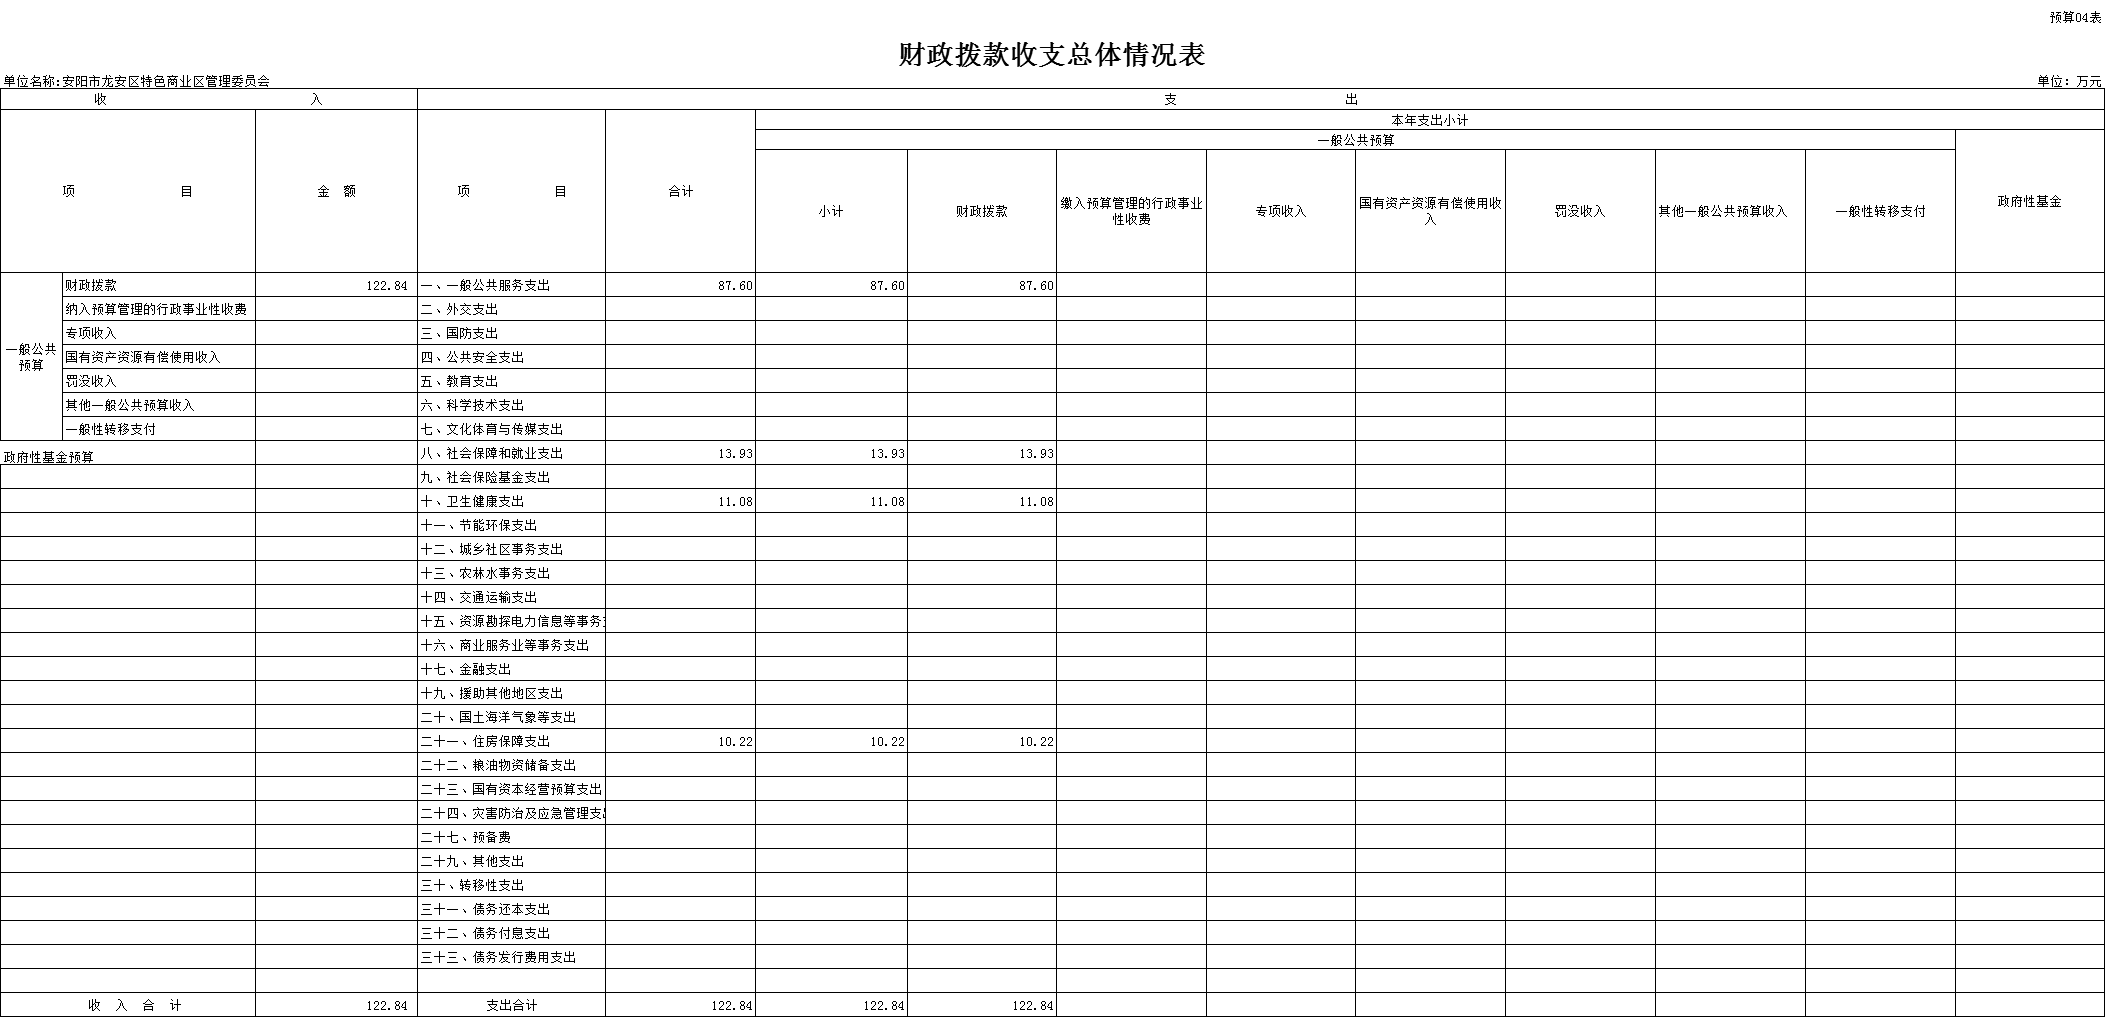 预算04表
财政拨款收支总体情况表
单位名称:安阳市龙安区特色商业区管理委员会 单位：万元
收 入 支 出
项 目 金 额 项 目 合计 本年支出小计
一般公共预算 政府性基金
小计 财政拨款 缴入预算管理的行政事业性收费 专项收入 国有资产资源有偿使用收入 罚没收入 其他一般公共预算收入 一般性转移支付
一般公共预算
财政拨款 122.84 一、一般公共服务支出 87.60 87.60 87.60
纳入预算管理的行政事业性收费 二、外交支出
专项收入 三、国防支出
国有资产资源有偿使用收入 四、公共安全支出
罚没收入 五、教育支出
其他一般公共预算收入 六、科学技术支出
一般性转移支付 七、文化体育与传媒支出
政府性基金预算 八、社会保障和就业支出 13.93 13.93 13.93
九、社会保险基金支出
十、卫生健康支出 11.08 11.08 11.08
十一、节能环保支出
十二、城乡社区事务支出
十三、农林水事务支出
十四、交通运输支出
十五、资源勘探电力信息等事务
十六、商业服务业等事务支出
十七、金融支出
十九、援助其他地区支出
二十、国土海洋气象等支出
二十一、住房保障支出 10.22 10.22 10.22
二十二、粮油物资储备支出
二十三、国有资本经营预算支出
二十四、灾害防治及应急管理支
二十七、预备费
二十九、其他支出
三十、转移性支出
三十一、债务还本支出
三十二、债务付息支出
三十三、债务发行费用支出
收 入 合 计 122.84 支出合计 122.84 122.84 122.84